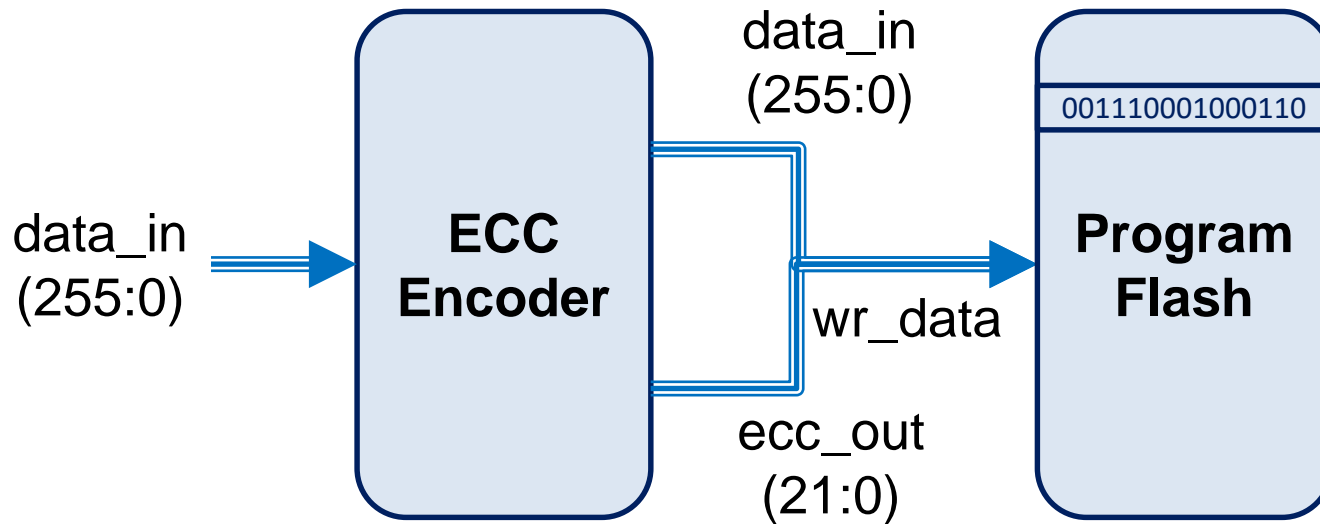 data_in
(255:0)
ECC
Encoder
data_in
(255:0)
wr_data
ecc_out
(21:0)
001110001000110
Program
Flash